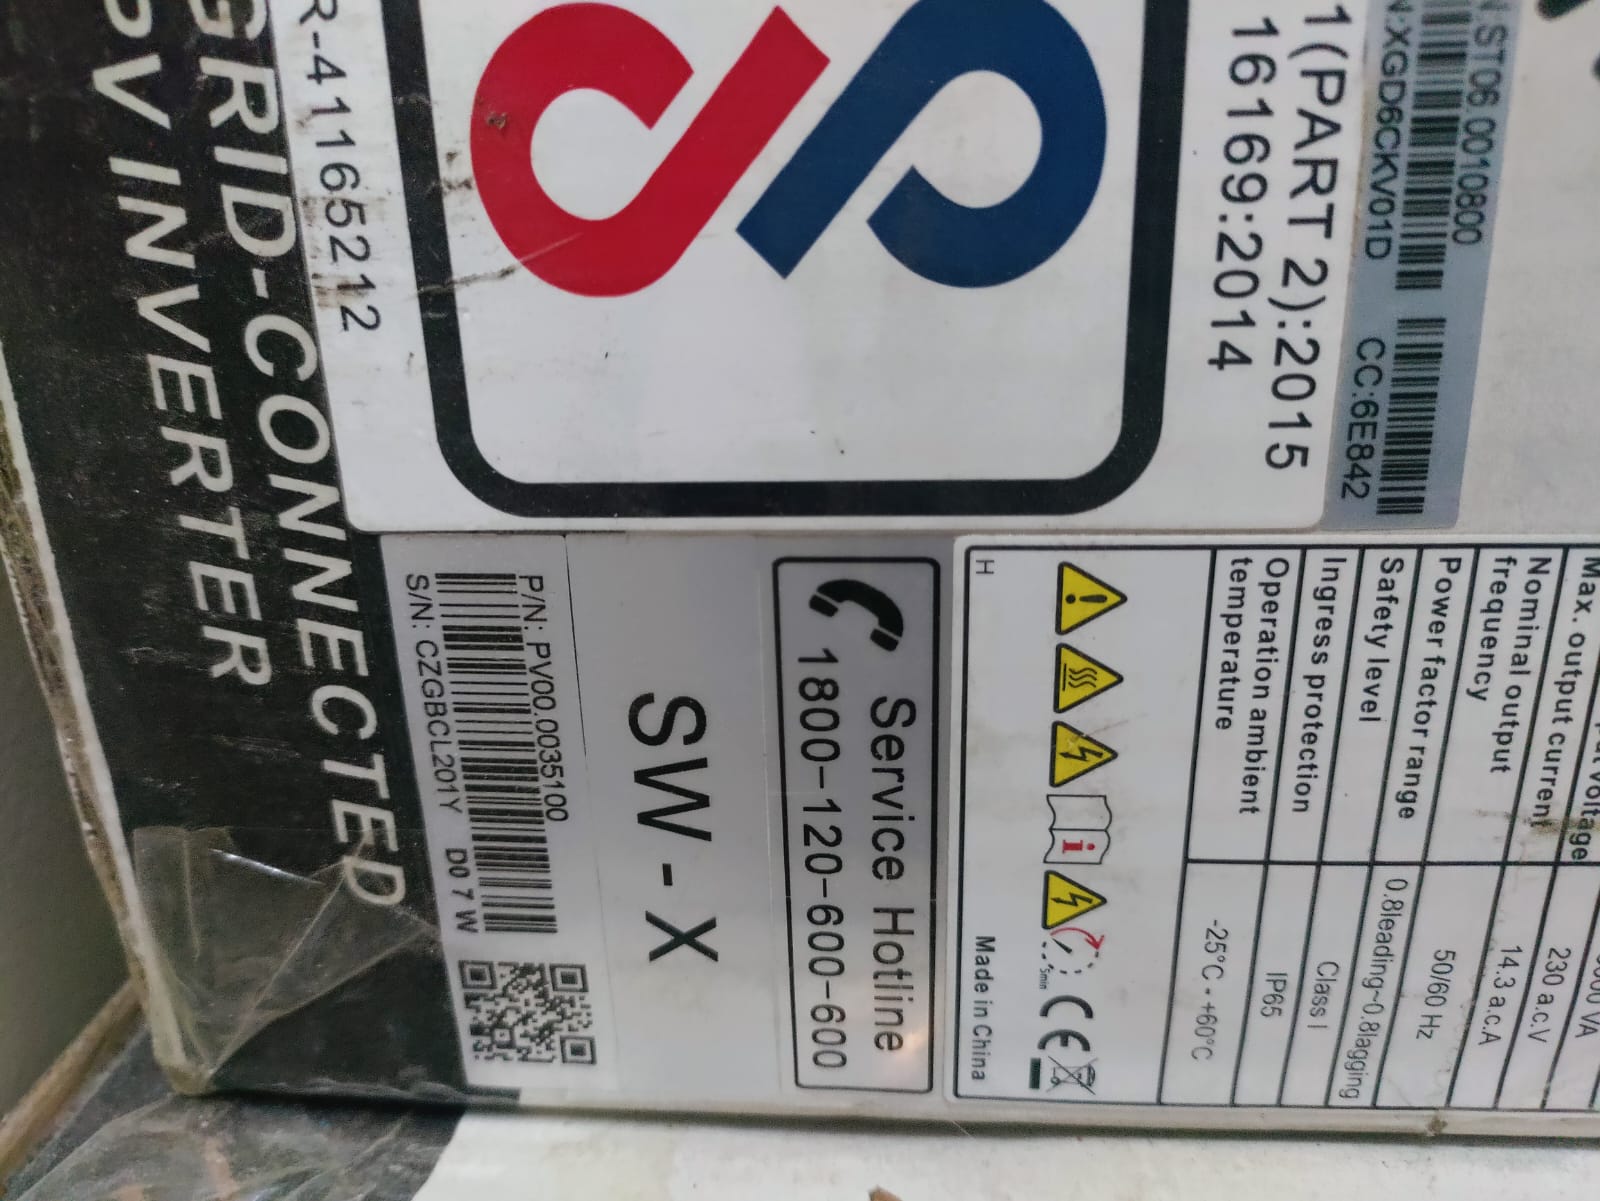 GRID-CONNECTED
PV INVERTER
R-41165212
1(PART 2):2015
16169:2014
ST06.0010800
XGD6CKV01D CC:6E842
P/N: PV00.0035100
S/N: CZGBCL201Y D0 7 W
SW-X
Service Hotline
1800-120-600-600
Max. output current 14.3 a.c.A
Nominal output frequency 50/60 Hz
Power factor range 0.8leading~0.8lagging
Safety level Class I
Ingress protection IP65
Operation ambient temperature -25°C - +60°C
230 a.c.V
VA
5min
CE
H
Made in China